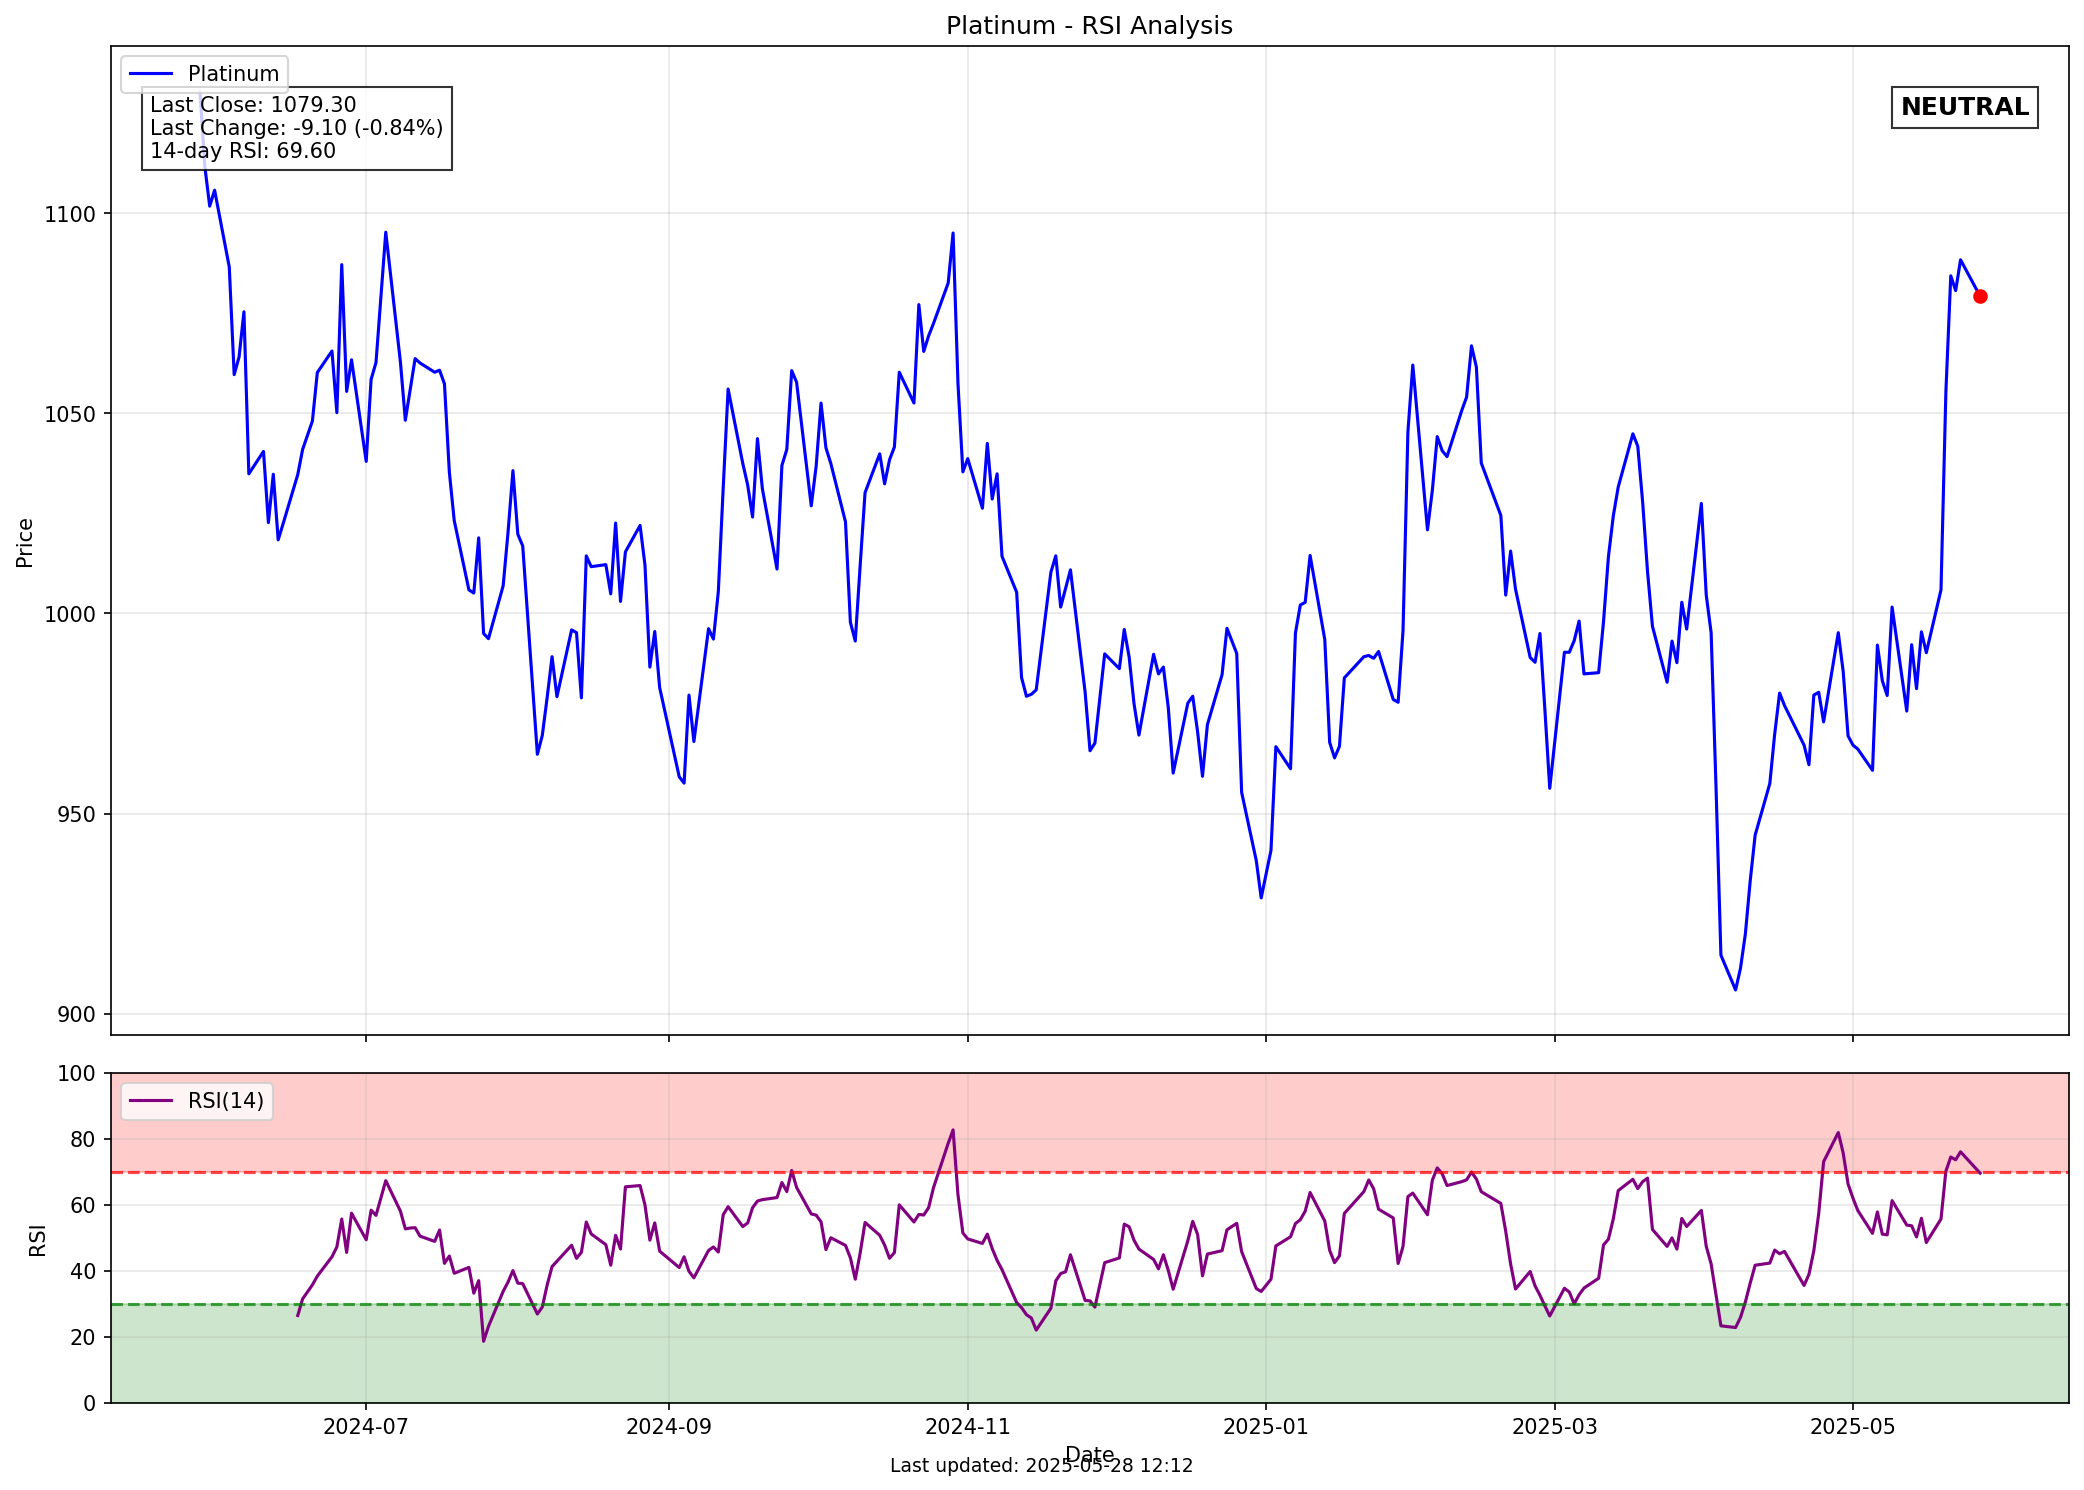 Platinum - RSI Analysis
Platinum
Last Close: 1079.30
Last Change: -9.10 (-0.84%)
14-day RSI: 69.60
NEUTRAL
Price
1100
1050
1000
950
900
RSI(14)
RSI
100
80
60
40
20
0
2024-07
2024-09
2024-11
2025-01
2025-03
2025-05
Date
Last updated: 2025-05-28 12:12